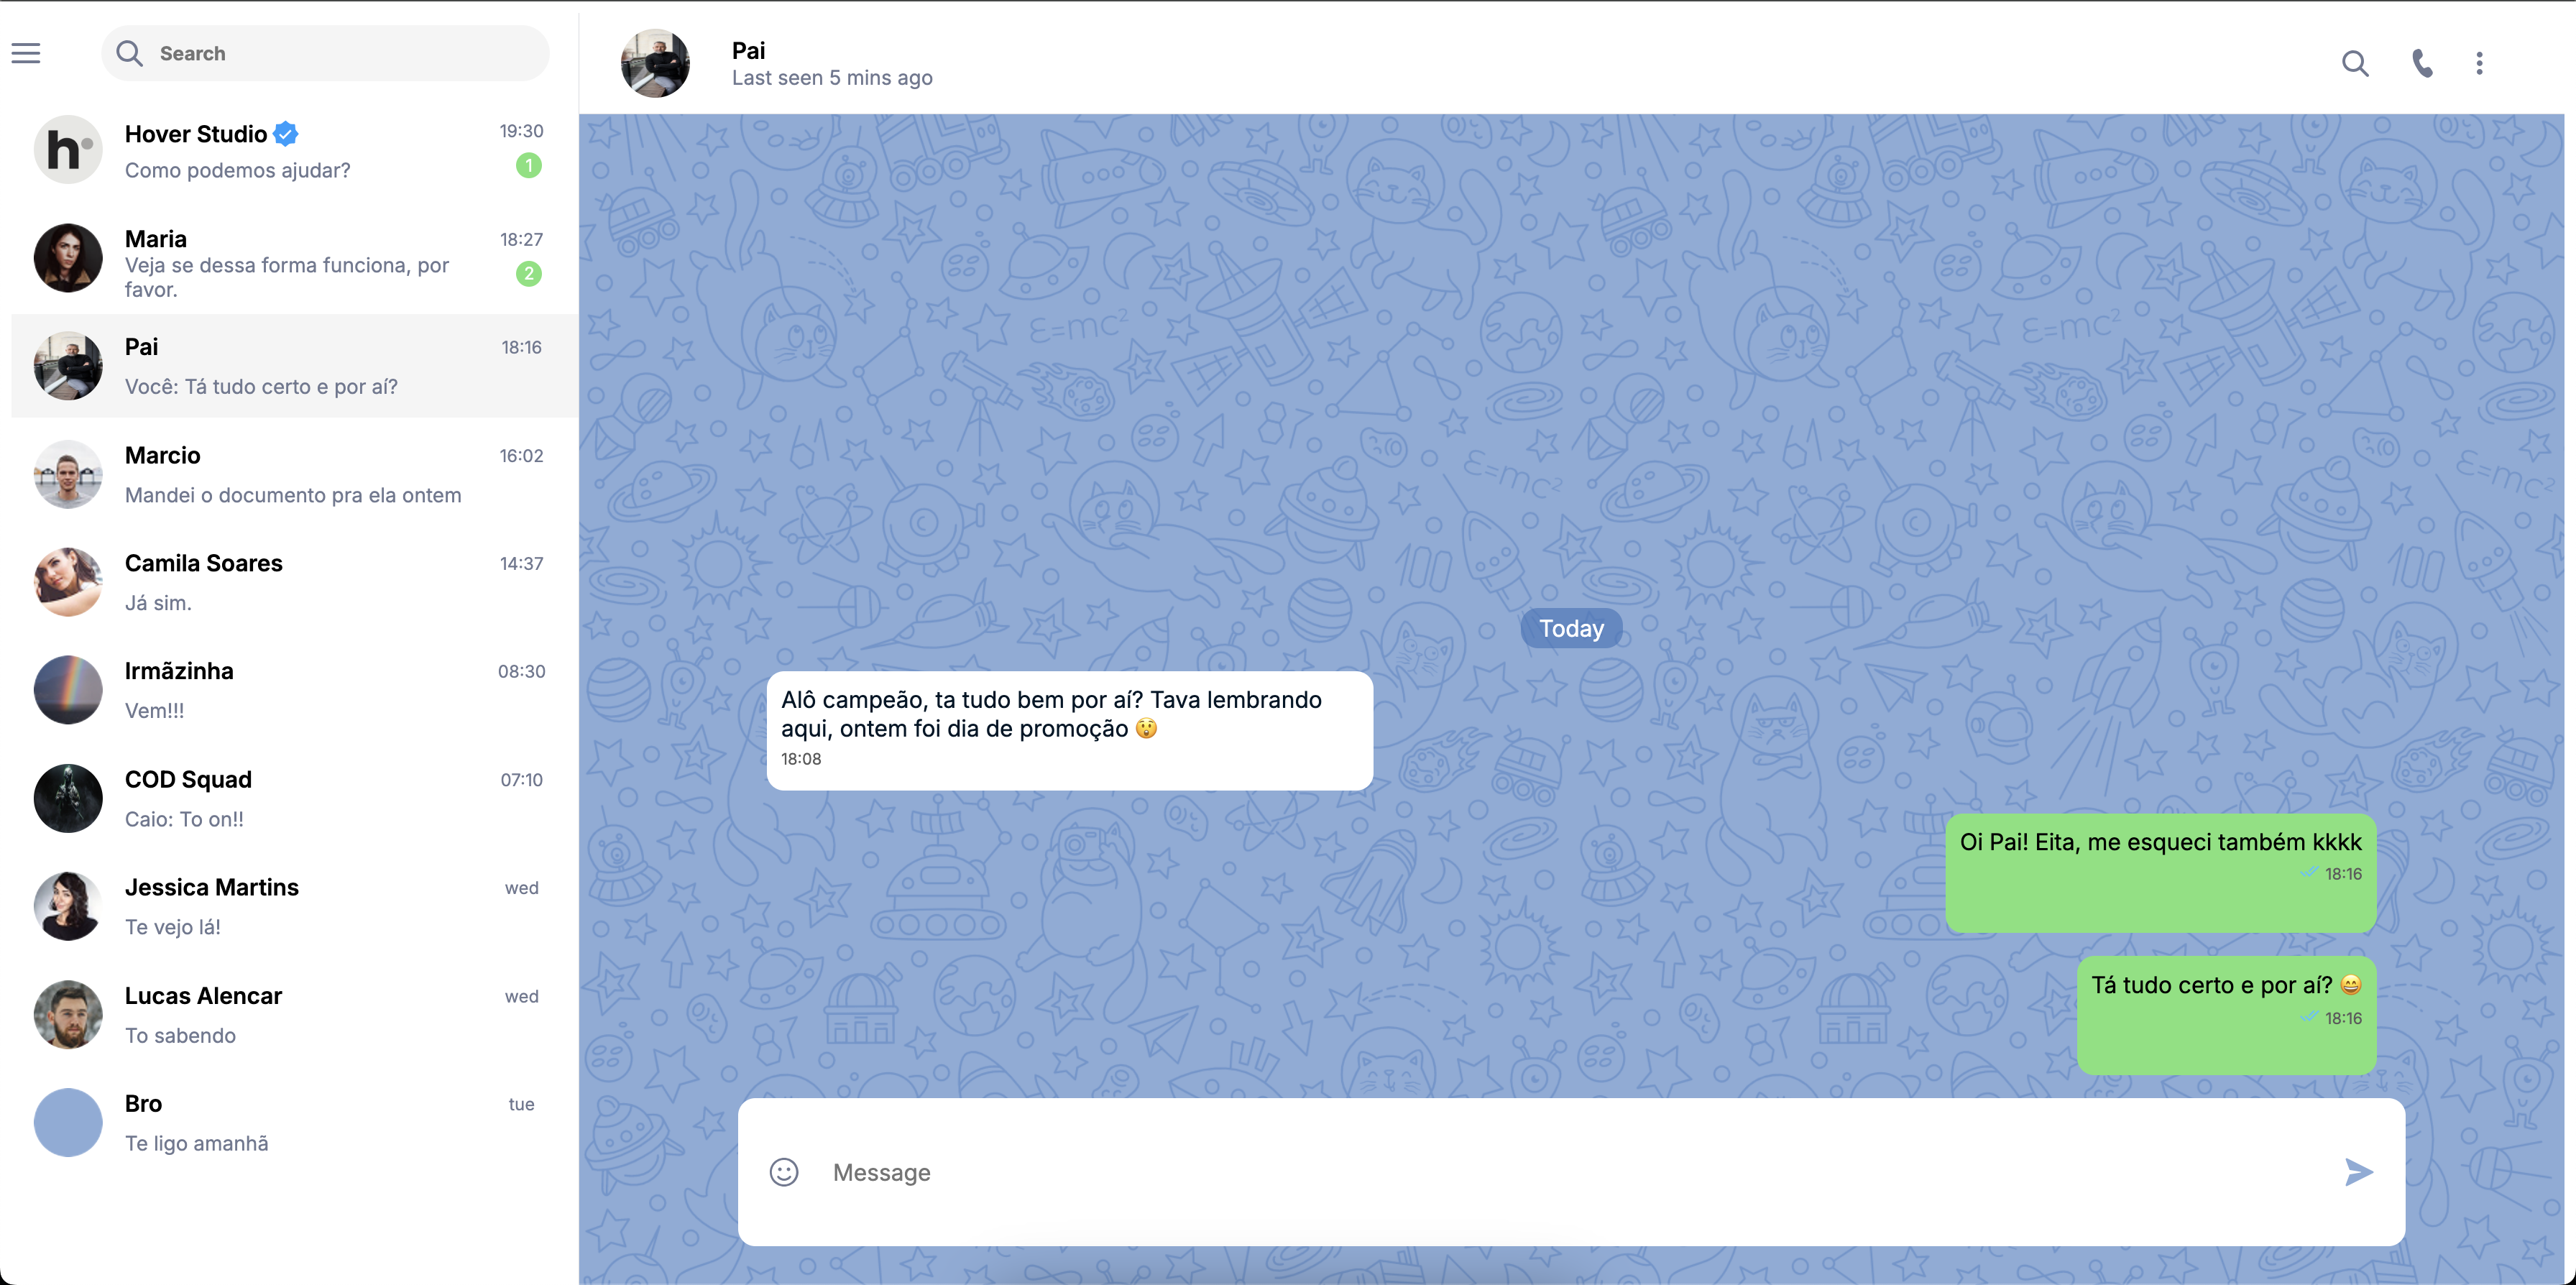 Search
h
Hover Studio
19:30
Como podemos ajudar?
1
Maria
18:27
Veja se dessa forma funciona, por
favor.
2
Pai
18:16
Você: Tá tudo certo e por aí?
Marcio
16:02
Mandei o documento pra ela ontem
Camila Soares
14:37
Já sim.
Irmãzinha
08:30
Vem!!!
COD Squad
07:10
Caio: To on!!
Jessica Martins
wed
Te vejo lá!
Lucas Alencar
wed
To sabendo
Bro
tue
Te ligo amanhã
Pai
Last seen 5 mins ago
Today
Alô campeão, ta tudo bem por aí? Tava lembrando
aqui, ontem foi dia de promoção 😲
18:08
Oi Pai! Eita, me esqueci também kkkk
18:16
Tá tudo certo e por aí? 😄
18:16
Message
ε=mc²
ε=mc²
ε=mc²
ε=mc²